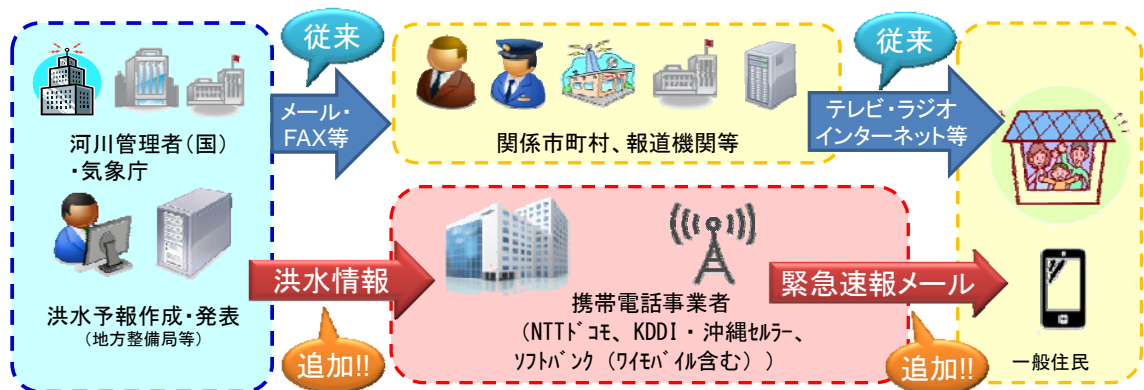 従来
従来
メール・
FAX等
テレビ・ラジオ
インターネット等
河川管理者(国)
・気象庁
関係市町村、報道機関等
洪水情報
緊急速報メール
携帯電話事業者
(NTTドコモ、KDDI・沖縄セルラー、
ソフトバンク(ワイモバイル含む))
洪水予報作成・発表
(地方整備局等)
追加!!
追加!!
一般住民